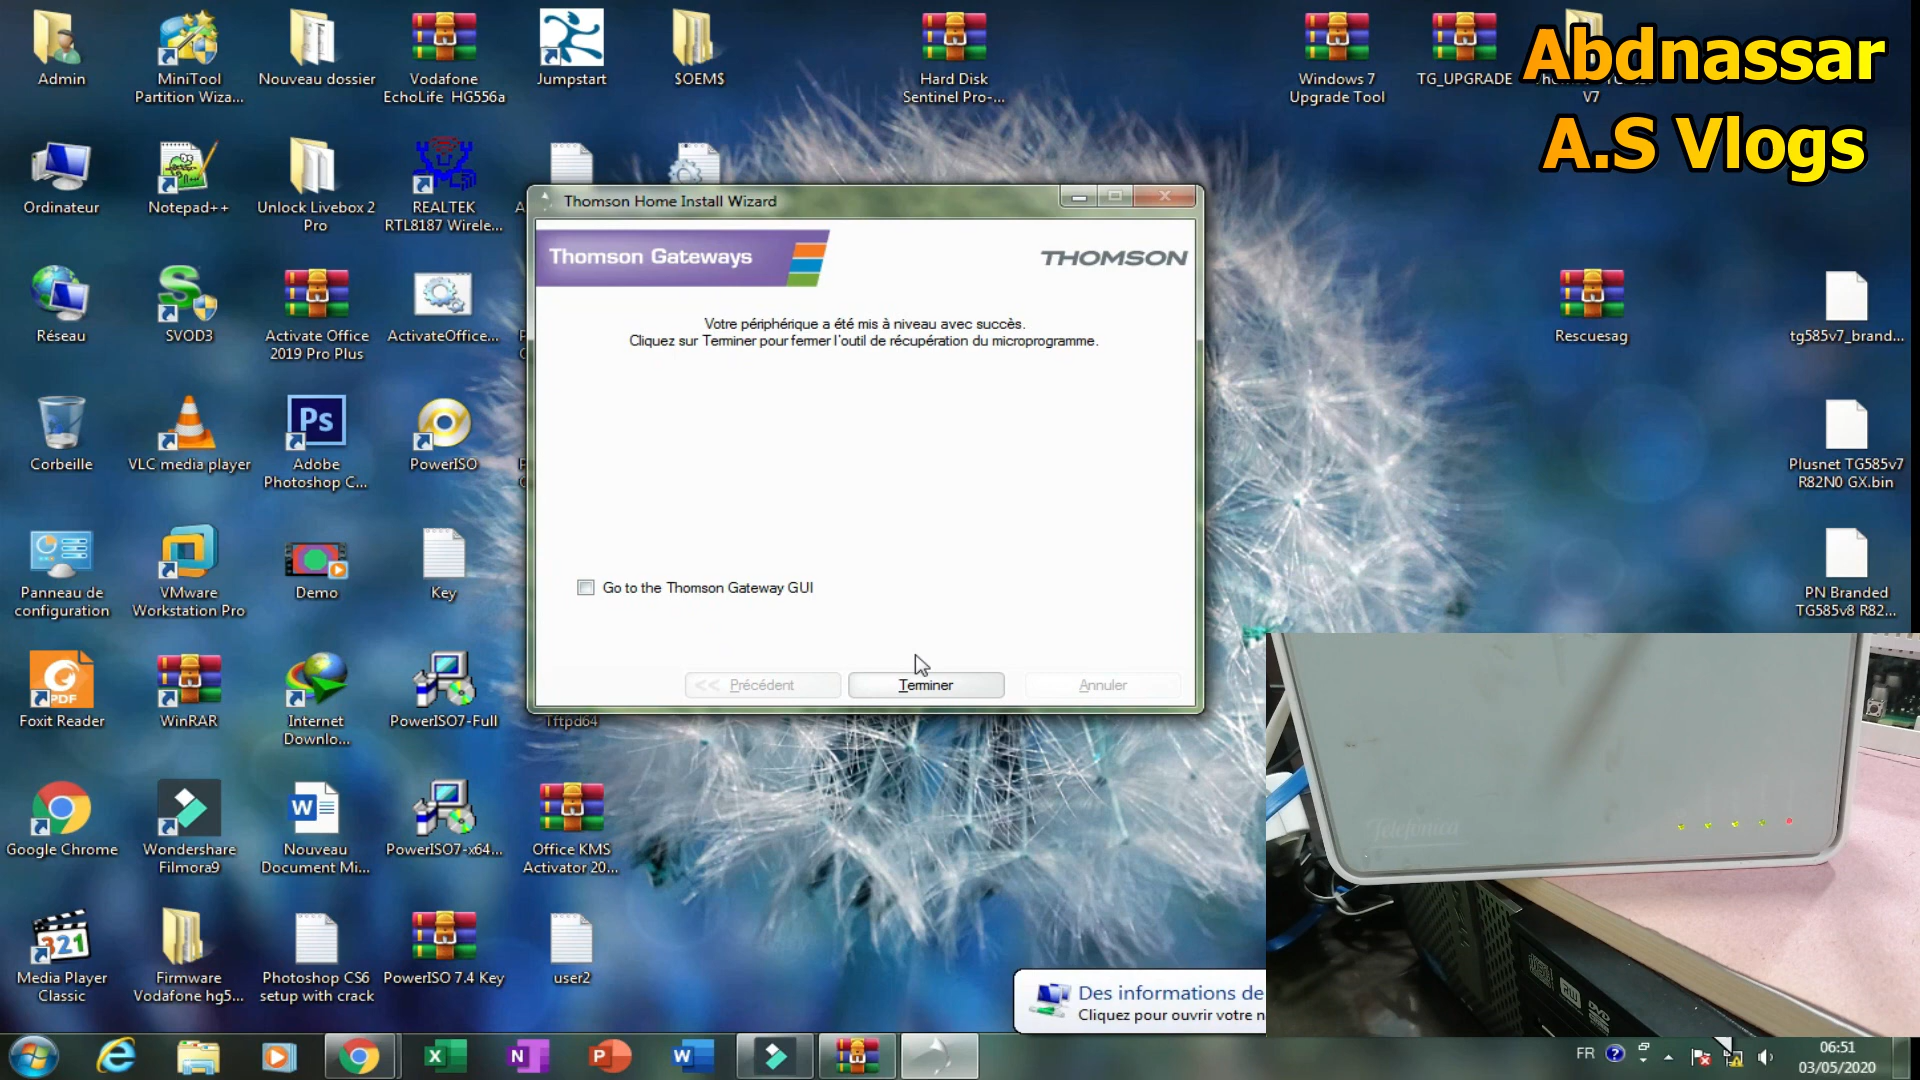 Admin
MiniTool
Partition Wiza...
Nouveau dossier
Vodafone
EchoLife HG556a
Jumpstart
$OEM$
Hard Disk
Sentinel Pro-...
Windows 7
Upgrade Tool
TG_UPGRADE
V7
Abdnassar
A.S Vlogs
Ordinateur
Notepad++
Unlock Livebox 2
Pro
REALTEK
RTL8187 Wirele...
Thomson Home Install Wizard
Thomson Gateways
THOMSON
Votre périphérique a été mis à niveau avec succès.
Cliquez sur Terminer pour fermer l'outil de récupération du microprogramme.
Go to the Thomson Gateway GUI
<< Précédent
Terminer
Annuler
Réseau
SVOD3
Activate Office
2019 Pro Plus
ActivateOffice...
Rescuesag
tg585v7_brand...
Corbeille
VLC media player
Ps
Adobe
Photoshop C...
PowerISO
Plusnet TG585v7
R82N0 GX.bin
Panneau de
configuration
VMware
Workstation Pro
Demo
Key
PN Branded
TG585v8 R82...
PDF
Foxit Reader
WinRAR
Internet
Downlo...
PowerISO7-Full
Tftpd64
Google Chrome
Wondershare
Filmora9
Nouveau
Document Mi...
PowerISO7-x64...
Office KMS
Activator 20...
Telefonica
321
Media Player
Classic
Firmware
Vodafone hg5...
Photoshop CS6
setup with crack
PowerISO 7.4 Key
user2
Des informations de
Cliquez pour ouvrir votre n
RW
DVD
FR
06:51
03/05/2020